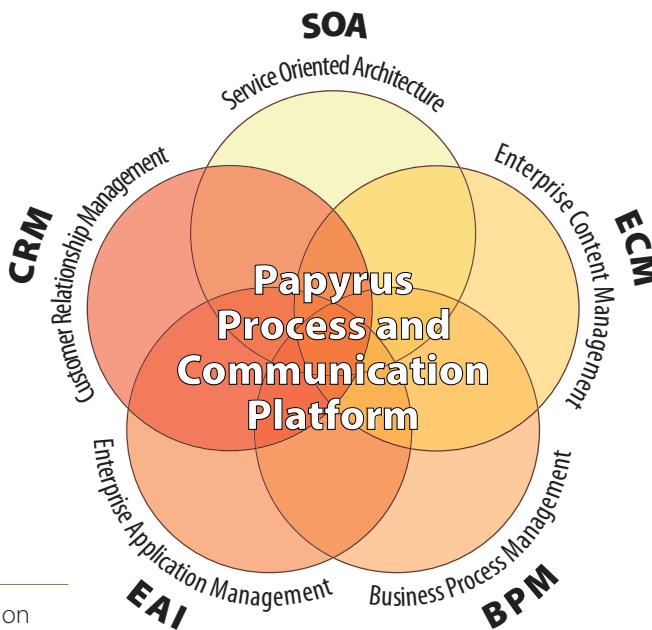 SOA
Service Oriented Architecture
CRM
Customer Relationship Management
ECM
Enterprise Content Management
Papyrus
Process and
Communication
Platform
EAI
Enterprise Application Management
BPM
Business Process Management
on